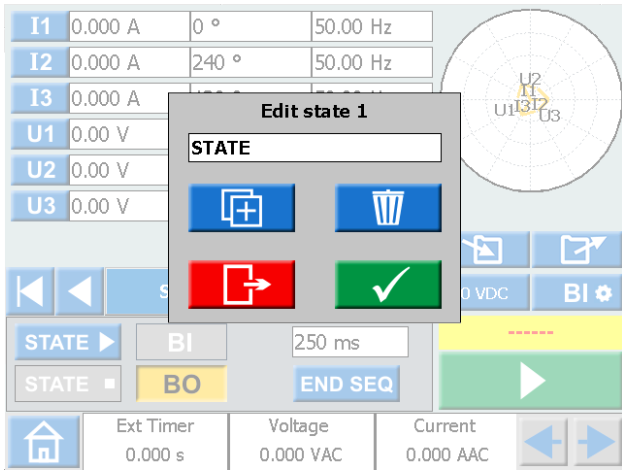 I1 0.000 A 0 ° 50.00 Hz
I2 0.000 A 240 ° 50.00 Hz
I3 0.000 A
U1 0.00 V
U2 0.00 V
U3 0.00 V
U2
I1
U1 I3 I2 U3
Edit state 1
STATE
S
0 VDC
BI
STATE BI 250 ms ------
STATE BO END SEQ
Ext Timer Voltage Current
0.000 s 0.000 VAC 0.000 AAC